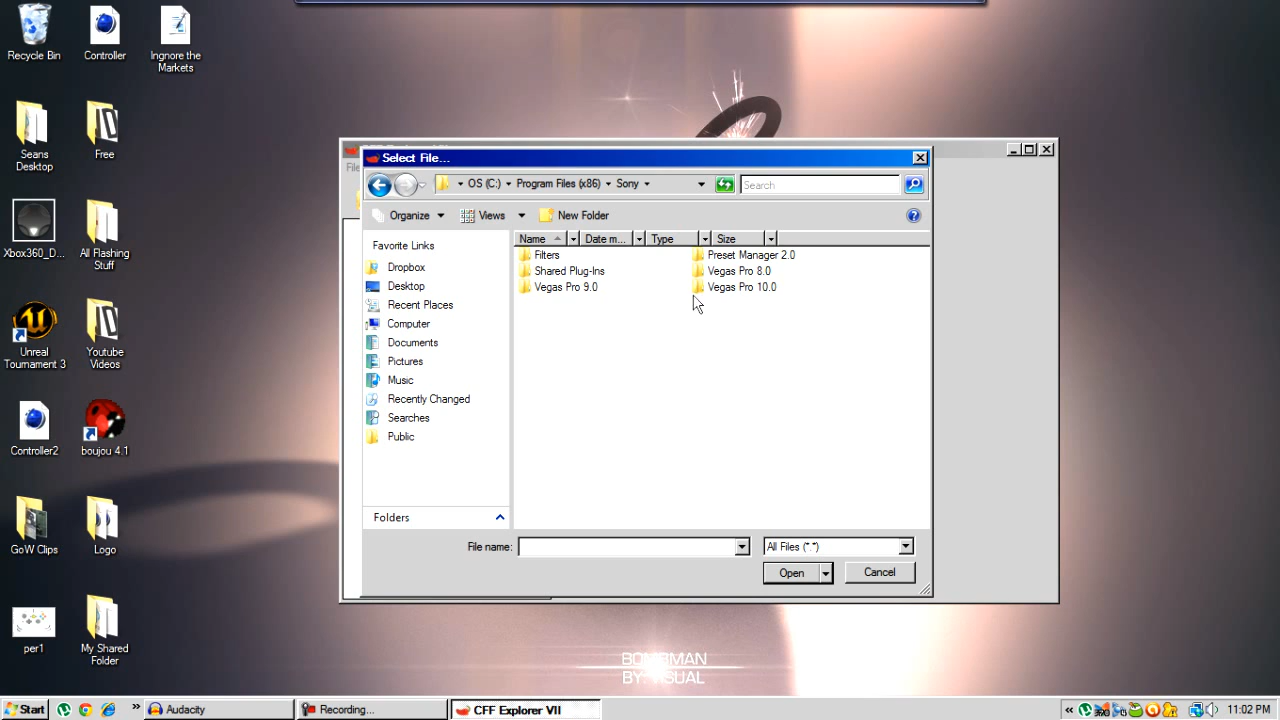 Recycle Bin
Controller
Ingnore the
Markets
Seans
Desktop
Free
Xbox360_D...
All Flashing
Stuff
Unreal
Tournament 3
Youtube
Videos
Controller2
boujou 4.1
GoW Clips
Logo
per1
My Shared
Folder
Select File...
OS (C:)
Program Files (x86)
Sony
Search
Organize
Views
New Folder
Favorite Links
Name
Date m...
Type
Size
Dropbox
Desktop
Recent Places
Computer
Documents
Pictures
Music
Recently Changed
Searches
Public
Folders
Filters
Preset Manager 2.0
Shared Plug-Ins
Vegas Pro 8.0
Vegas Pro 9.0
Vegas Pro 10.0
File name:
All Files (*.*)
Open
Cancel
BY: VISUAL
Start
Audacity
Recording...
CFF Explorer VII
11:02 PM